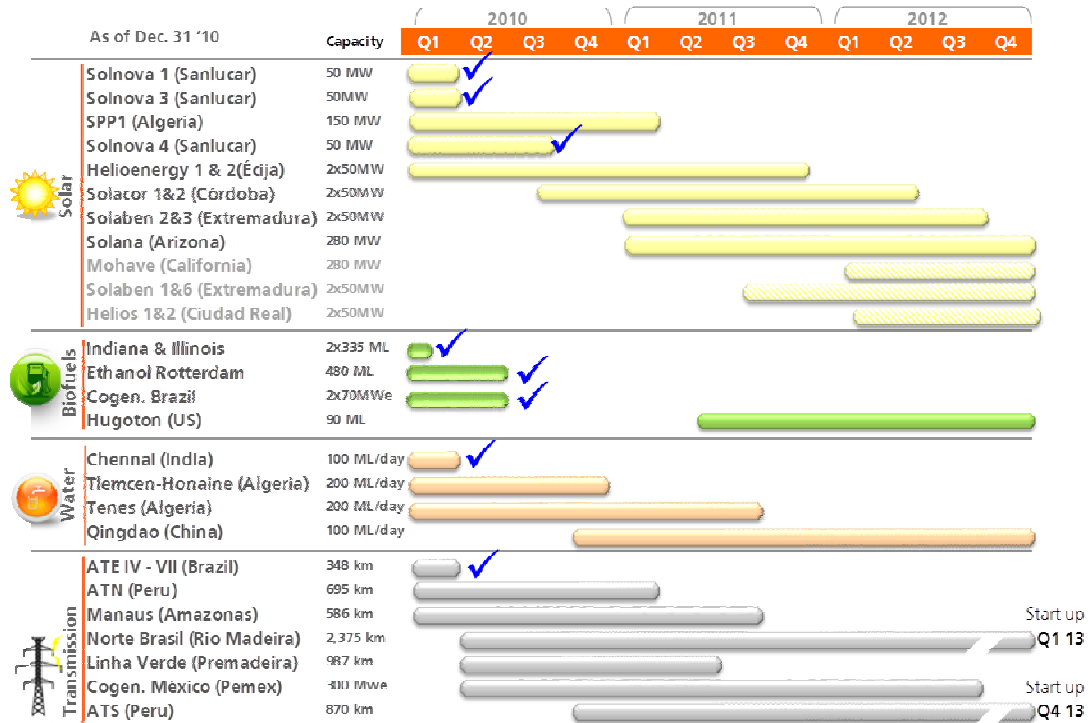 2010 2011 2012
As of Dec. 31 '10 Capacity Q1 Q2 Q3 Q4 Q1 Q2 Q3 Q4 Q1 Q2 Q3 Q4
Solar
Solnova 1 (Sanlucar) 50 MW
Solnova 3 (Sanlucar) 50MW
SPP1 (Algeria) 150 MW
Solnova 4 (Sanlucar) 50 MW
Helioenergy 1 & 2(Écija) 2x50MW
Solacor 1&2 (Córdoba) 2x50MW
Solaben 2&3 (Extremadura) 2x50MW
Solana (Arizona) 280 MW
Mohave (California) 280 MW
Solaben 1&6 (Extremadura) 2x50MW
Helios 1&2 (Ciudad Real) 2x50MW
Biofuels
Indiana & Illinois 2x335 ML
Ethanol Rotterdam 480 ML
Cogen. Brazil 2x70MWe
Hugoton (US) 90 ML
Water
Chennai (India) 100 ML/day
Tlemcen-Honaine (Algeria) 200 ML/day
Tenes (Algeria) 200 ML/day
Qingdao (China) 100 ML/day
Transmission
ATE IV - VII (Brazil) 348 km
ATN (Peru) 695 km
Manaus (Amazonas) 586 km Start up
Norte Brasil (Rio Madeira) 2,375 km Q1 13
Linha Verde (Premadeira) 987 km
Cogen. México (Pemex) 300 Mwe Start up
ATS (Peru) 870 km Q4 13